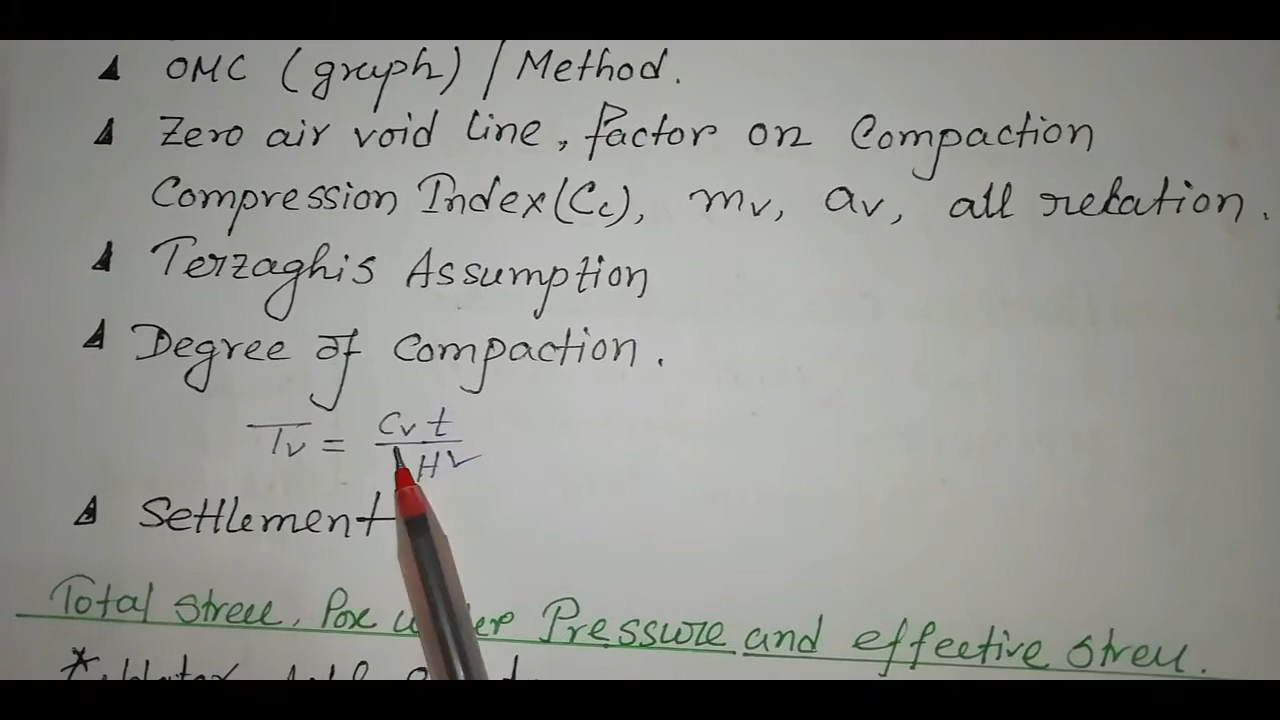 OMC (graph) / Method.
Zero air void line, factor on Compaction
Compression Index (Cc), mv, av, all relation.
Terzaghis Assumption
Degree of compaction.
Tv = Cv t
H²
Settlement
Total stress, Pore Pressure and effective stress.